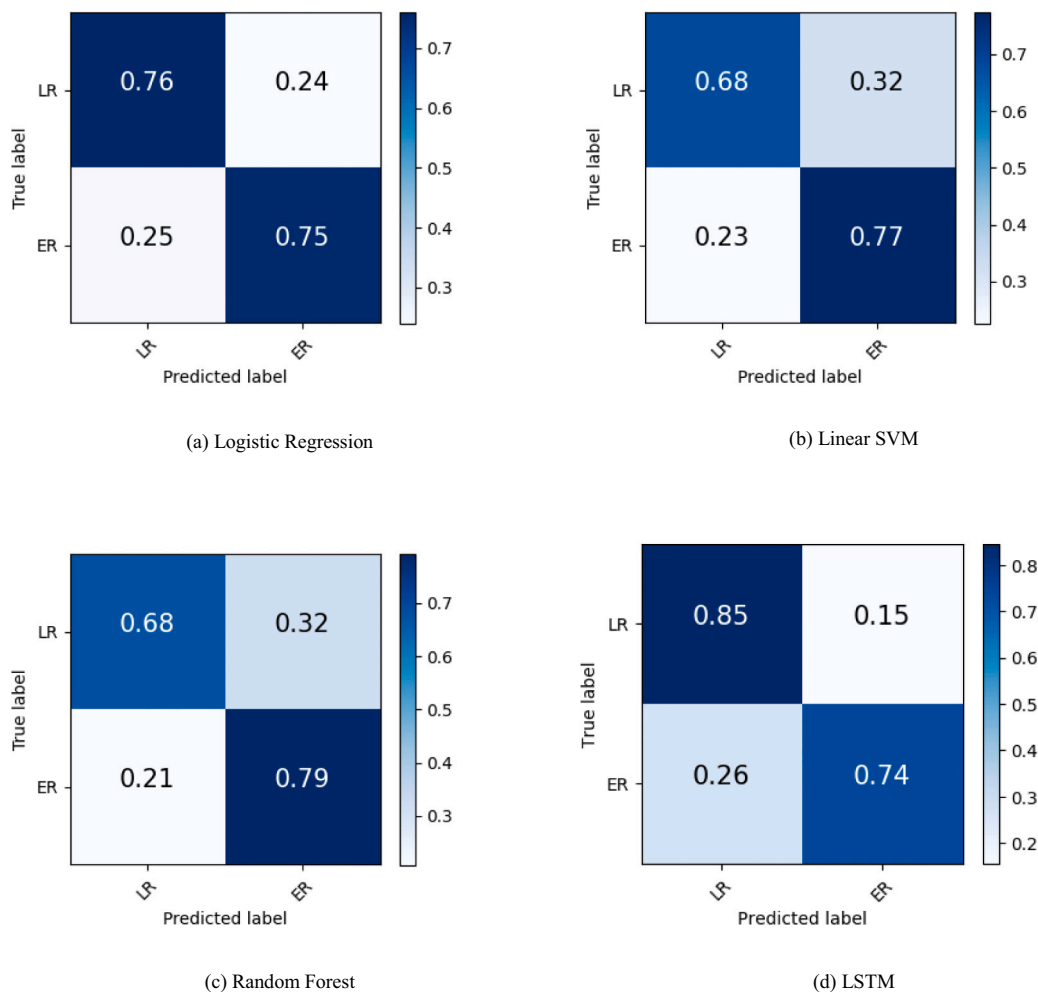 0.76 0.24
0.25 0.75
LR
ER
True label
LR ER
Predicted label
0.7
0.6
0.5
0.4
0.3
(a) Logistic Regression
0.68 0.32
0.23 0.77
LR
ER
True label
LR ER
Predicted label
0.7
0.6
0.5
0.4
0.3
(b) Linear SVM
0.68 0.32
0.21 0.79
LR
ER
True label
LR ER
Predicted label
0.7
0.6
0.5
0.4
0.3
(c) Random Forest
0.85 0.15
0.26 0.74
LR
ER
True label
LR ER
Predicted label
0.8
0.7
0.6
0.5
0.4
0.3
0.2
(d) LSTM